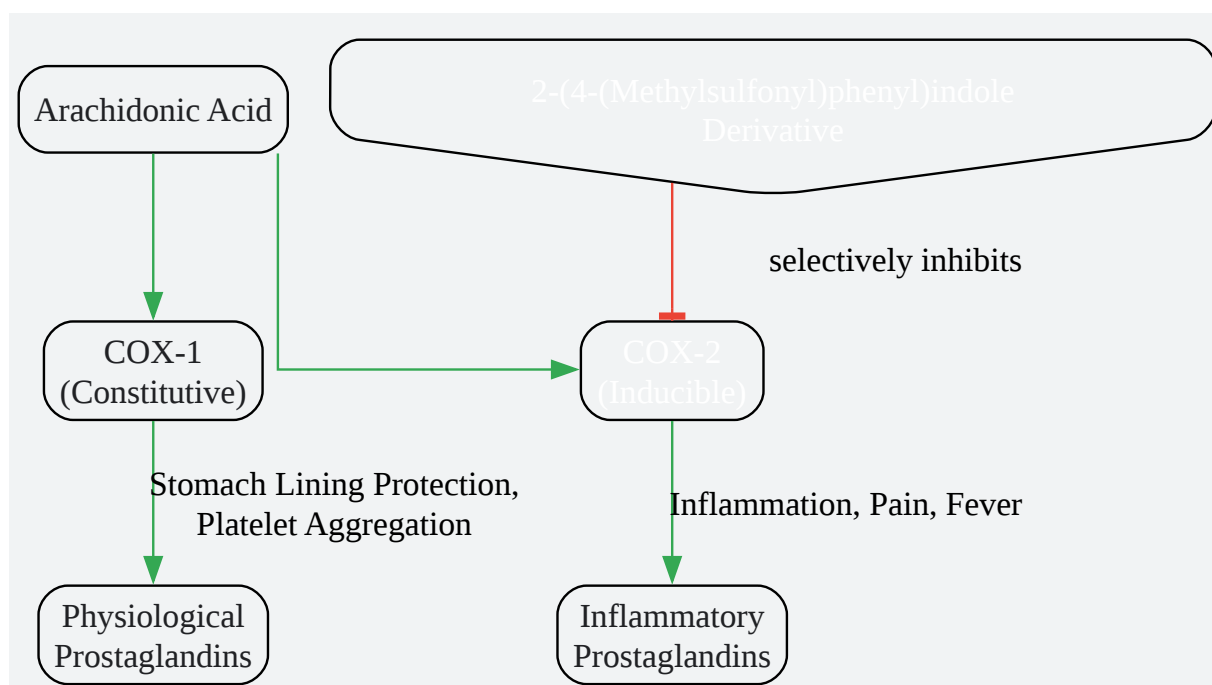 Arachidonic Acid
2-(4-(Methylsulfonyl)phenyl)indole
Derivative
selectively inhibits
COX-1
(Constitutive)
COX-2
(Inducible)
Stomach Lining Protection,
Platelet Aggregation
Inflammation, Pain, Fever
Physiological
Prostaglandins
Inflammatory
Prostaglandins